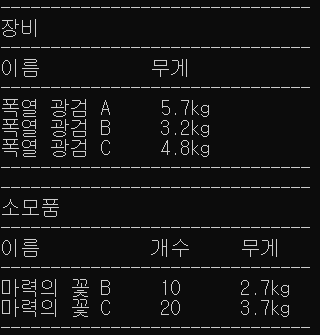 장비
이름 무게
폭열 광검 A 5.7kg
폭열 광검 B 3.2kg
폭열 광검 C 4.8kg
소모품
이름 개수 무게
마력의 꽃 B 10 2.7kg
마력의 꽃 C 20 3.7kg